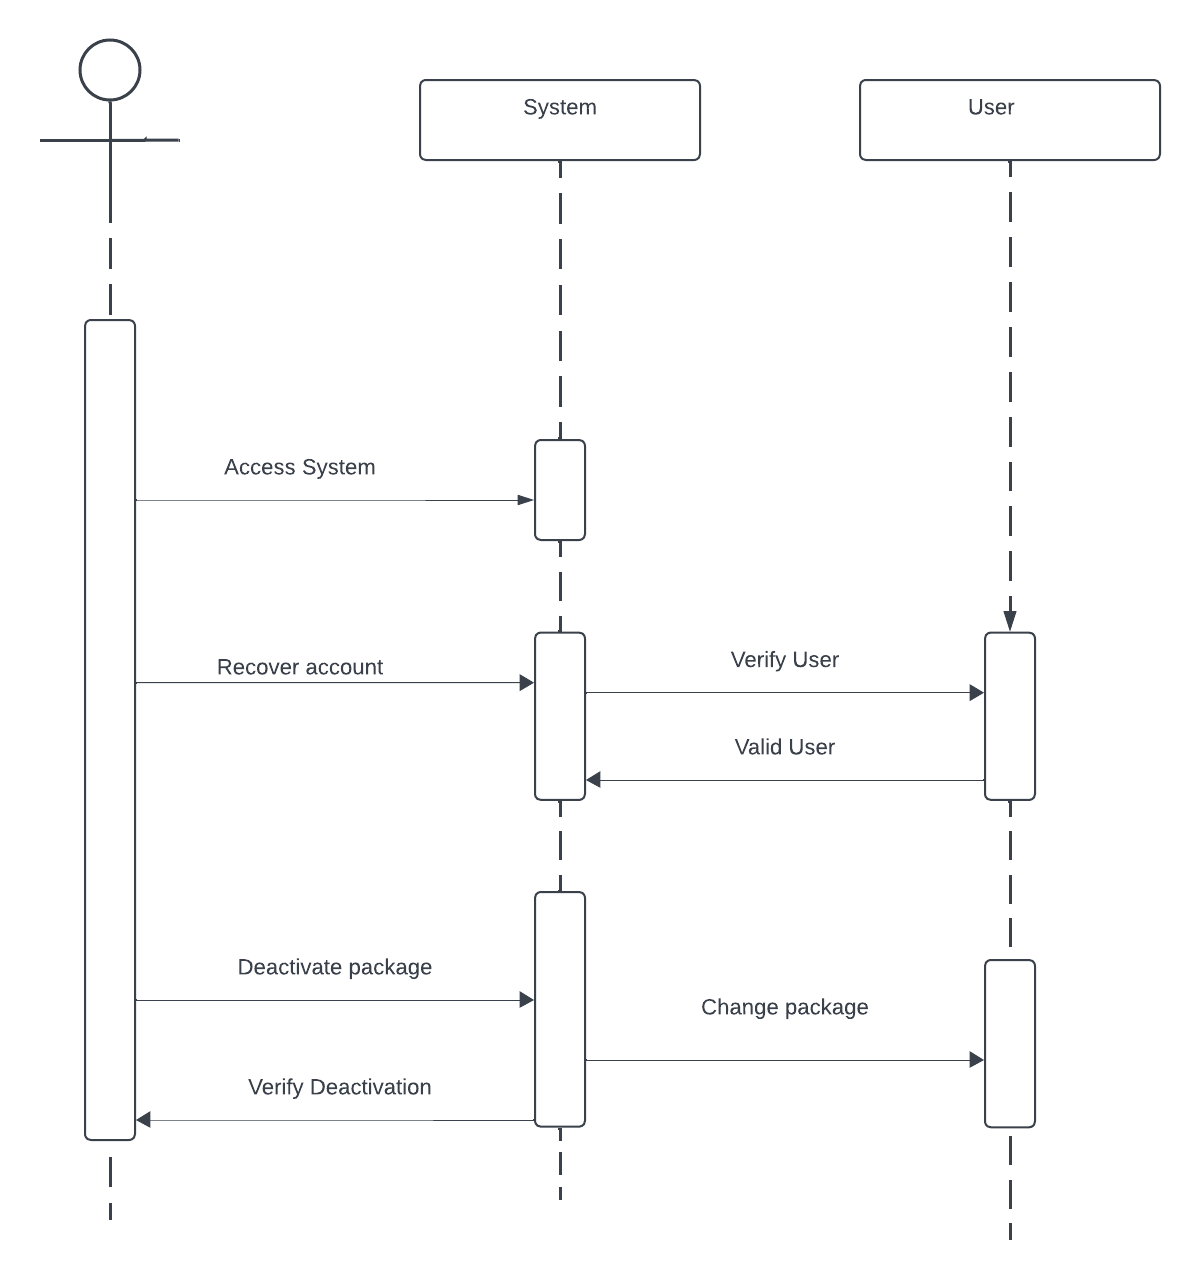 System
User
Access System
Recover account
Verify User
Valid User
Deactivate package
Change package
Verify Deactivation